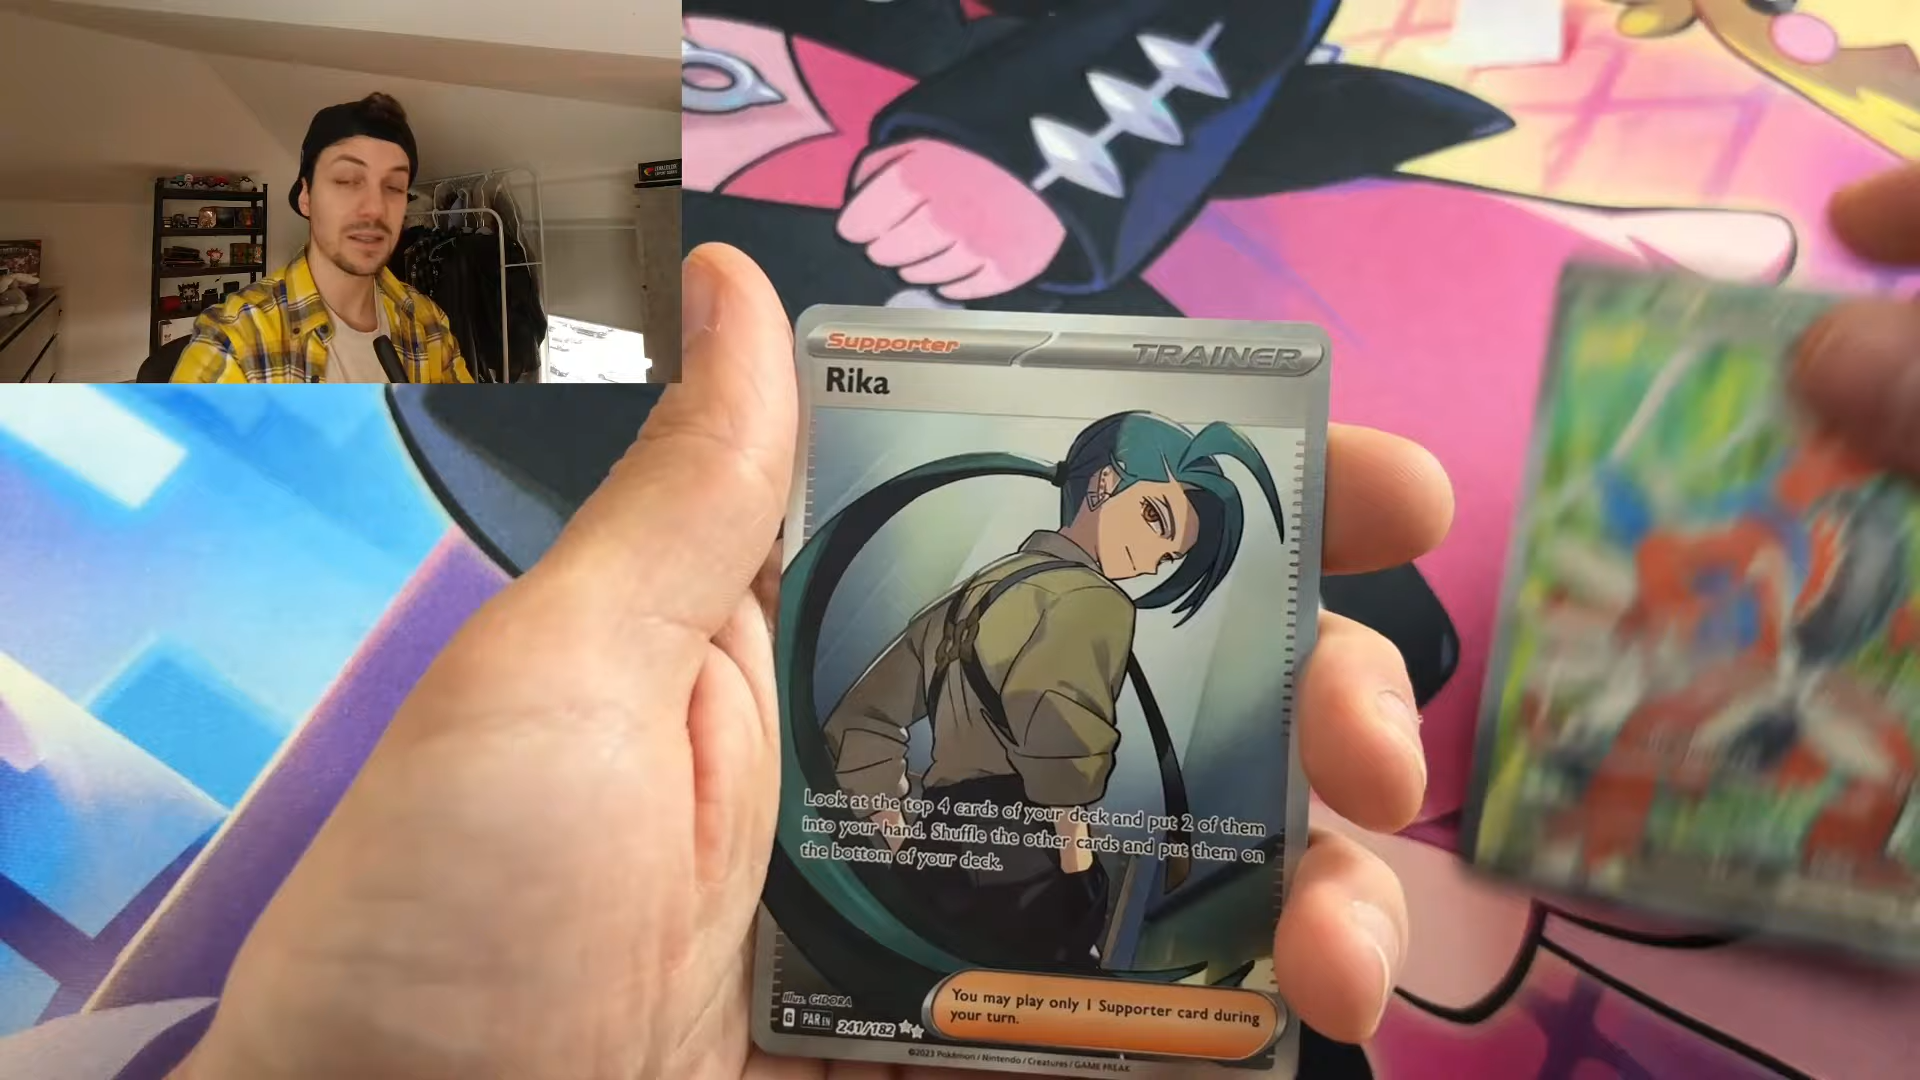 Supporter
TRAINER
Rika
Look at the top 4 cards of your deck and put 2 of them
into your hand. Shuffle the other cards and put them on
the bottom of your deck.
Illus. GIDORA
You may play only 1 Supporter card during
your turn.
G PAR EN 241/182
©2023 Pokémon / Nintendo / Creatures / GAME FREAK